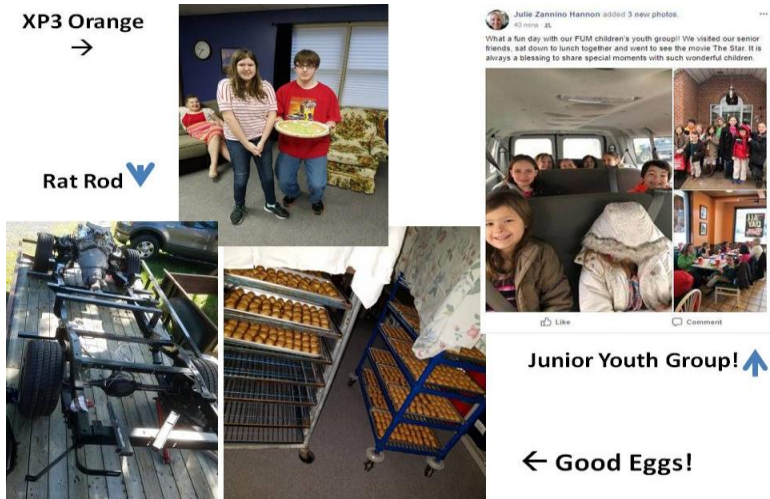 XP3 Orange
→
Julie Zannino Hannon added 3 new photos.
43 mins ·
What a fun day with our FUM children's youth group!! We visited our senior
friends, sat down to lunch together and went to see the movie The Star. It is
always a blessing to share special moments with such wonderful children.
Rat Rod
Like
Comment
Junior Youth Group!
← Good Eggs!